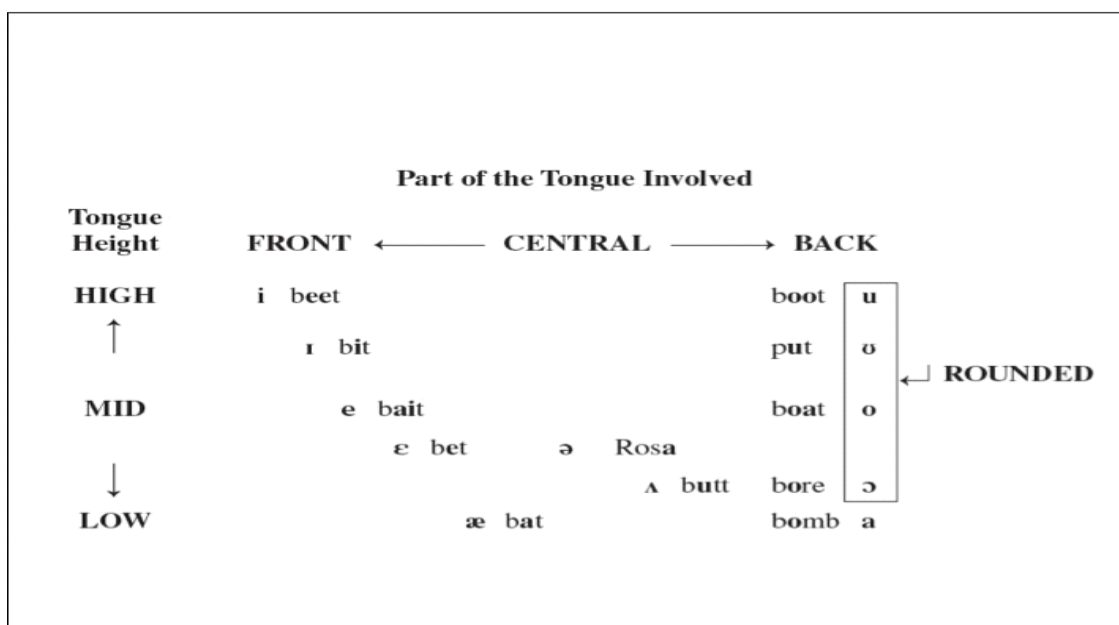 Part of the Tongue Involved
Tongue
Height FRONT ← CENTRAL → BACK
HIGH i beet boot u
↑ ɪ bit put ʊ
ROUNDED
MID e bait boat o
ɛ bet ə Rosa
↓ ʌ butt bore ɔ
LOW æ bat bomb a